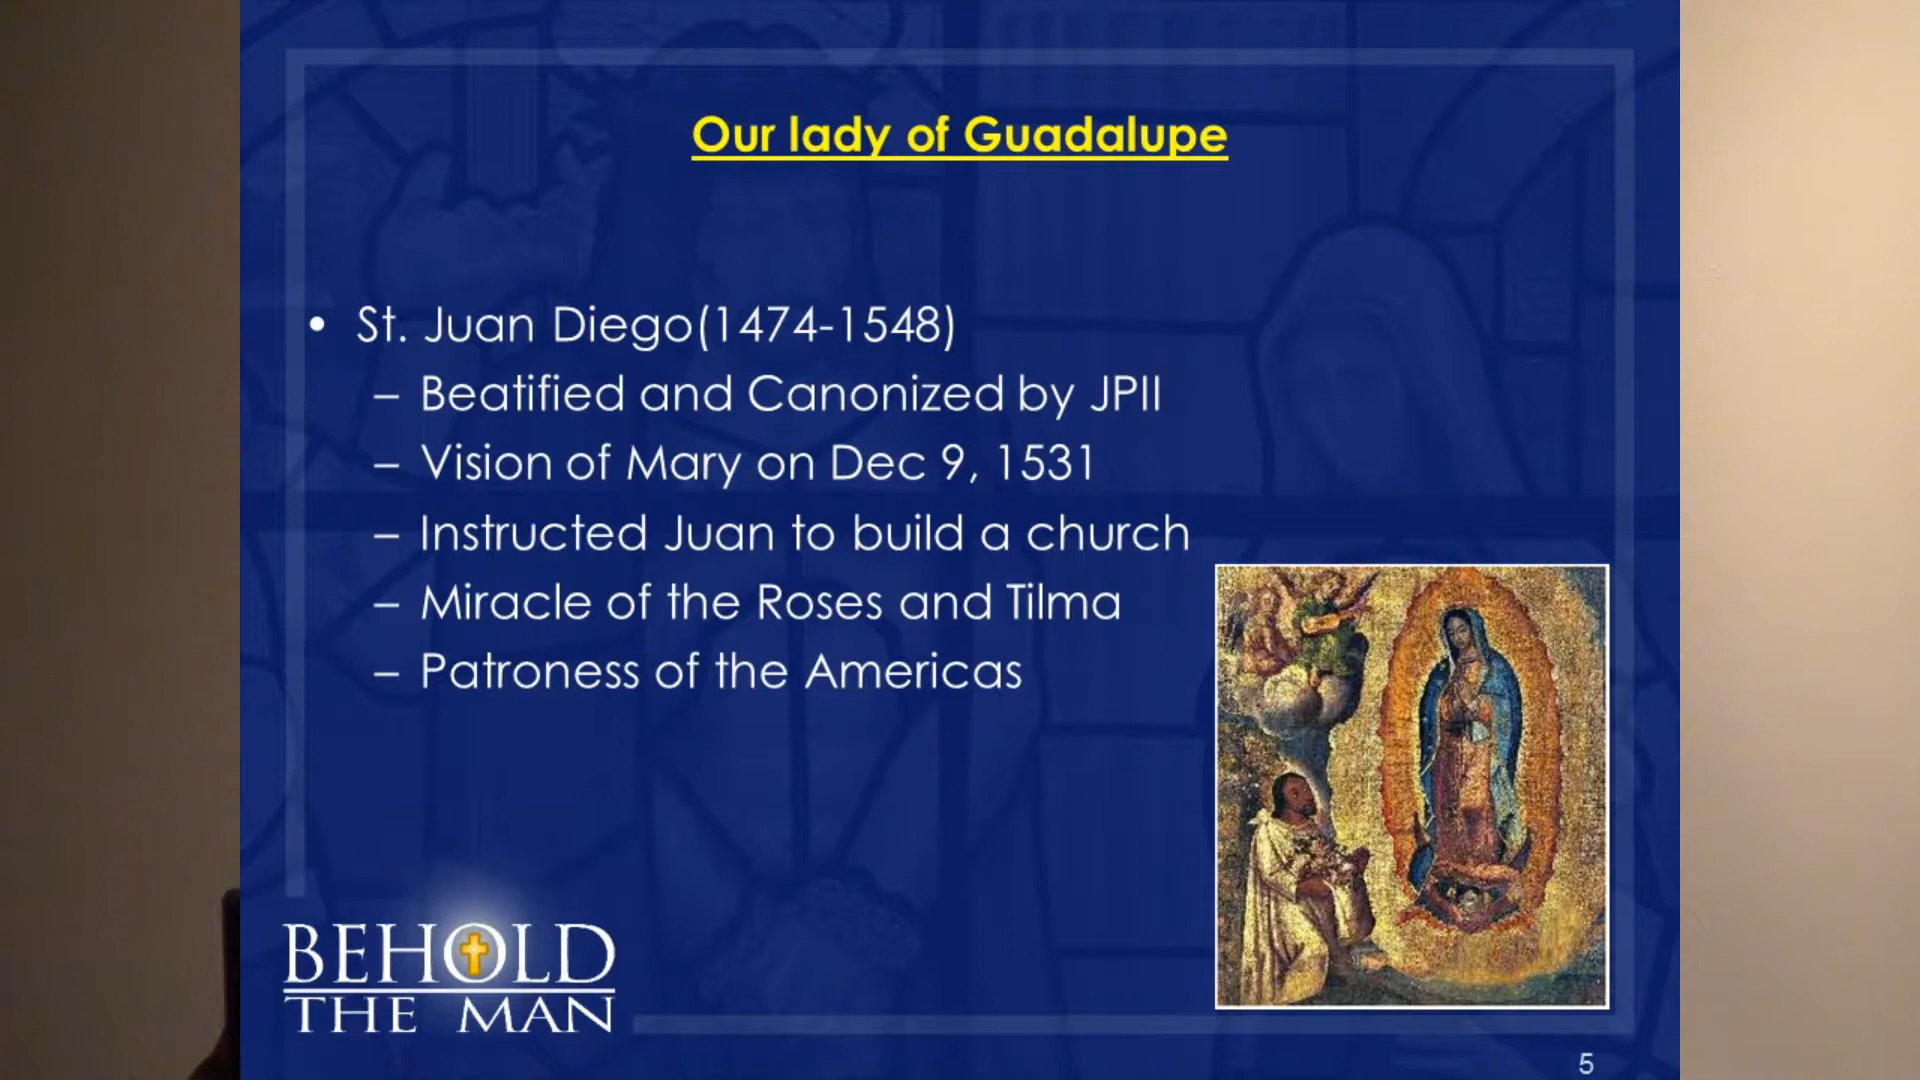 Our lady of Guadalupe
• St. Juan Diego(1474-1548)
– Beatified and Canonized by JPII
– Vision of Mary on Dec 9, 1531
– Instructed Juan to build a church
– Miracle of the Roses and Tilma
– Patroness of the Americas
BEHOLD
THE MAN
5